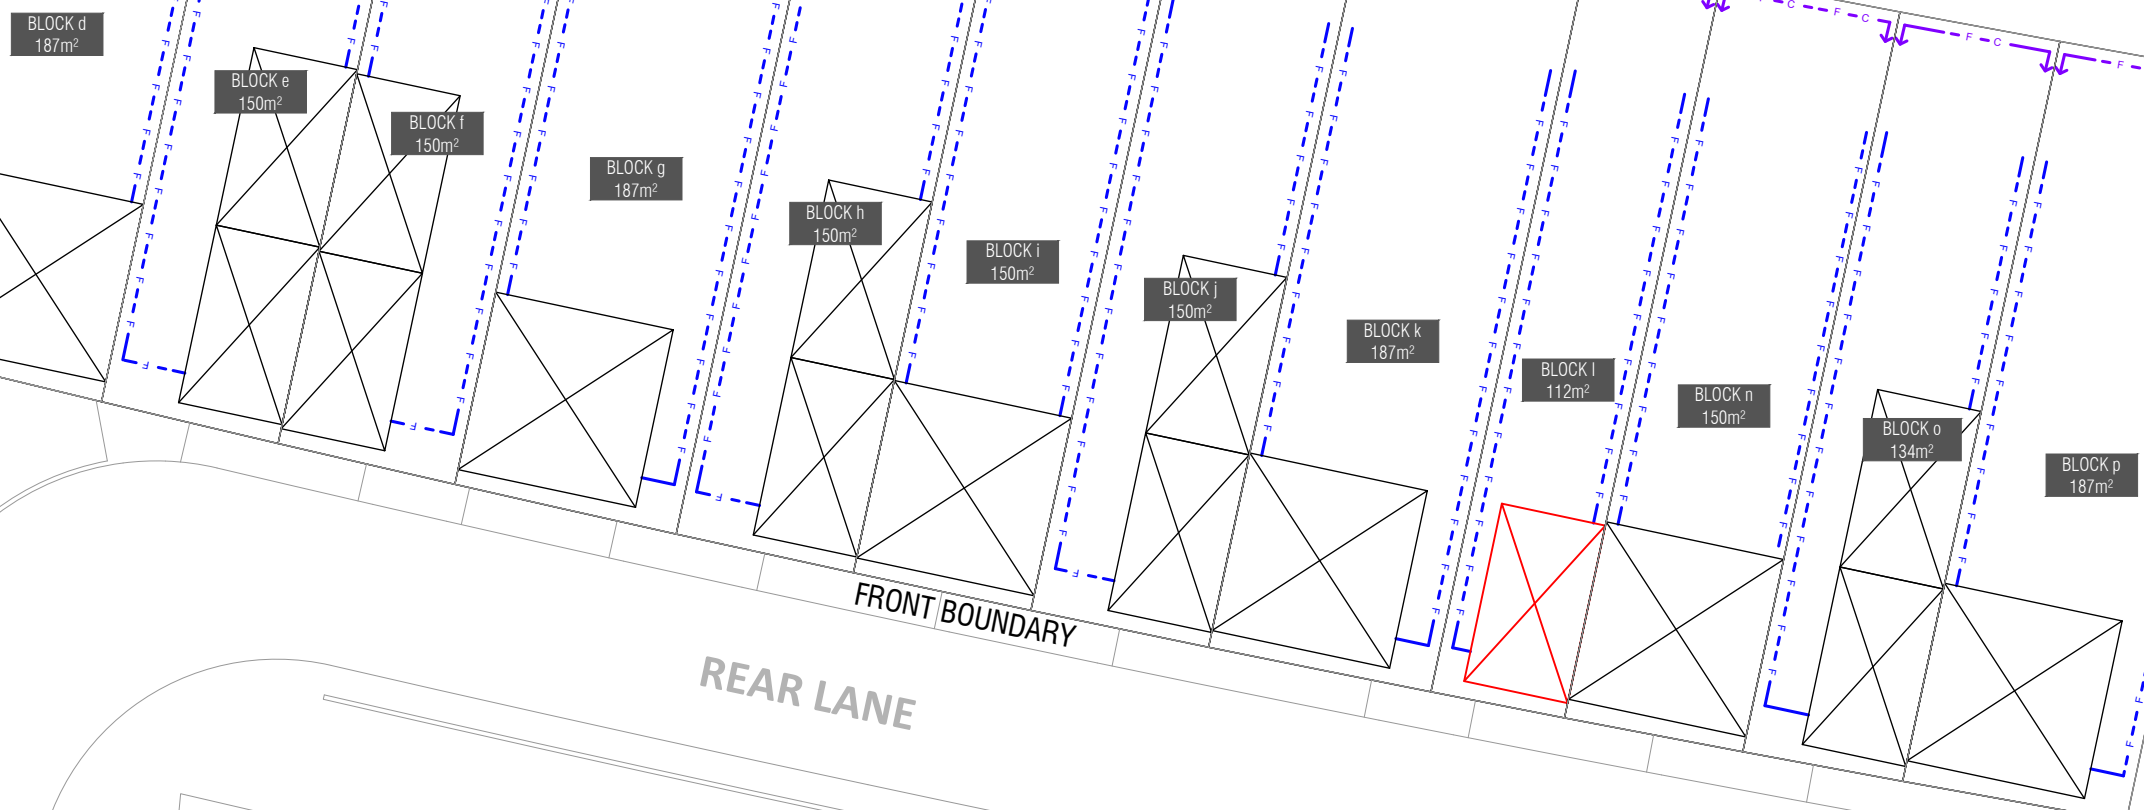 BLOCK d
187m²
BLOCK e
150m²
BLOCK f
150m²
BLOCK g
187m²
BLOCK h
150m²
BLOCK i
150m²
BLOCK j
150m²
BLOCK k
187m²
BLOCK l
112m²
BLOCK n
150m²
BLOCK o
134m²
BLOCK p
187m²
F C F C
F C
F
FRONT BOUNDARY
REAR LANE